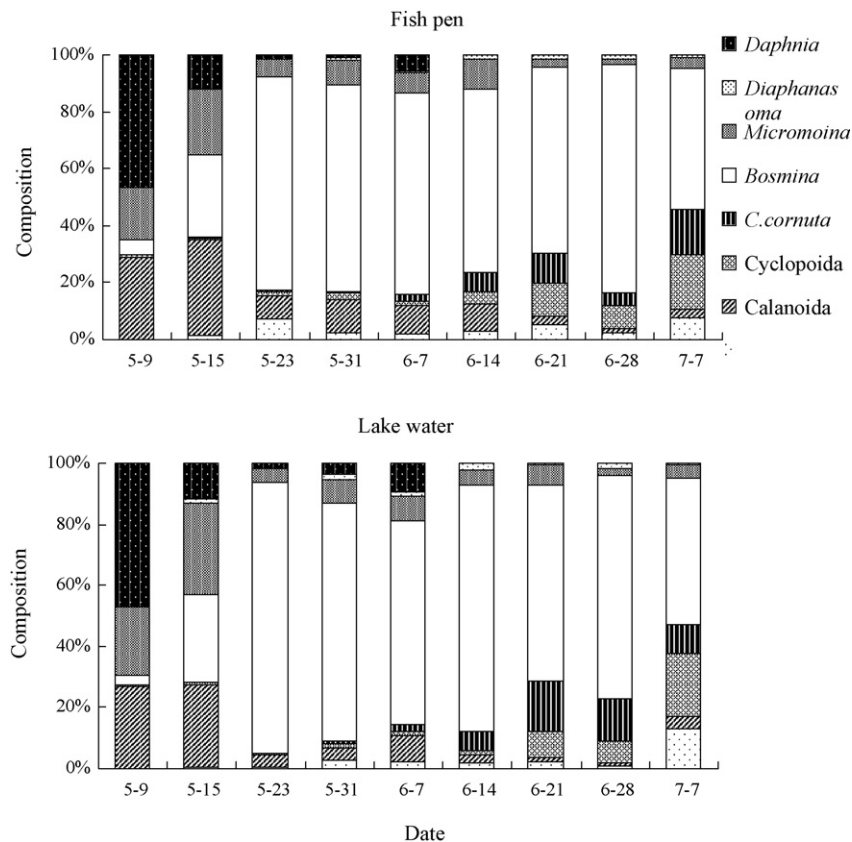 Fish pen
100%
80%
60%
40%
20%
0%
Composition
5-9 5-15 5-23 5-31 6-7 6-14 6-21 6-28 7-7
Daphnia
Diaphanas
oma
Micromoina
Bosmina
C.cornuta
Cyclopoida
Calanoida
Lake water
100%
80%
60%
40%
20%
0%
Composition
5-9 5-15 5-23 5-31 6-7 6-14 6-21 6-28 7-7
Date